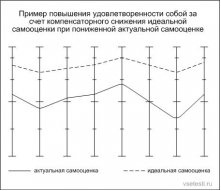 Пример повышения удовлетворенности собой за
счет компенсаторного снижения идеальной
самооценки при пониженной актуальной самооценке
актуальная самооценка
идеальная самооценка
vsetesti.ru